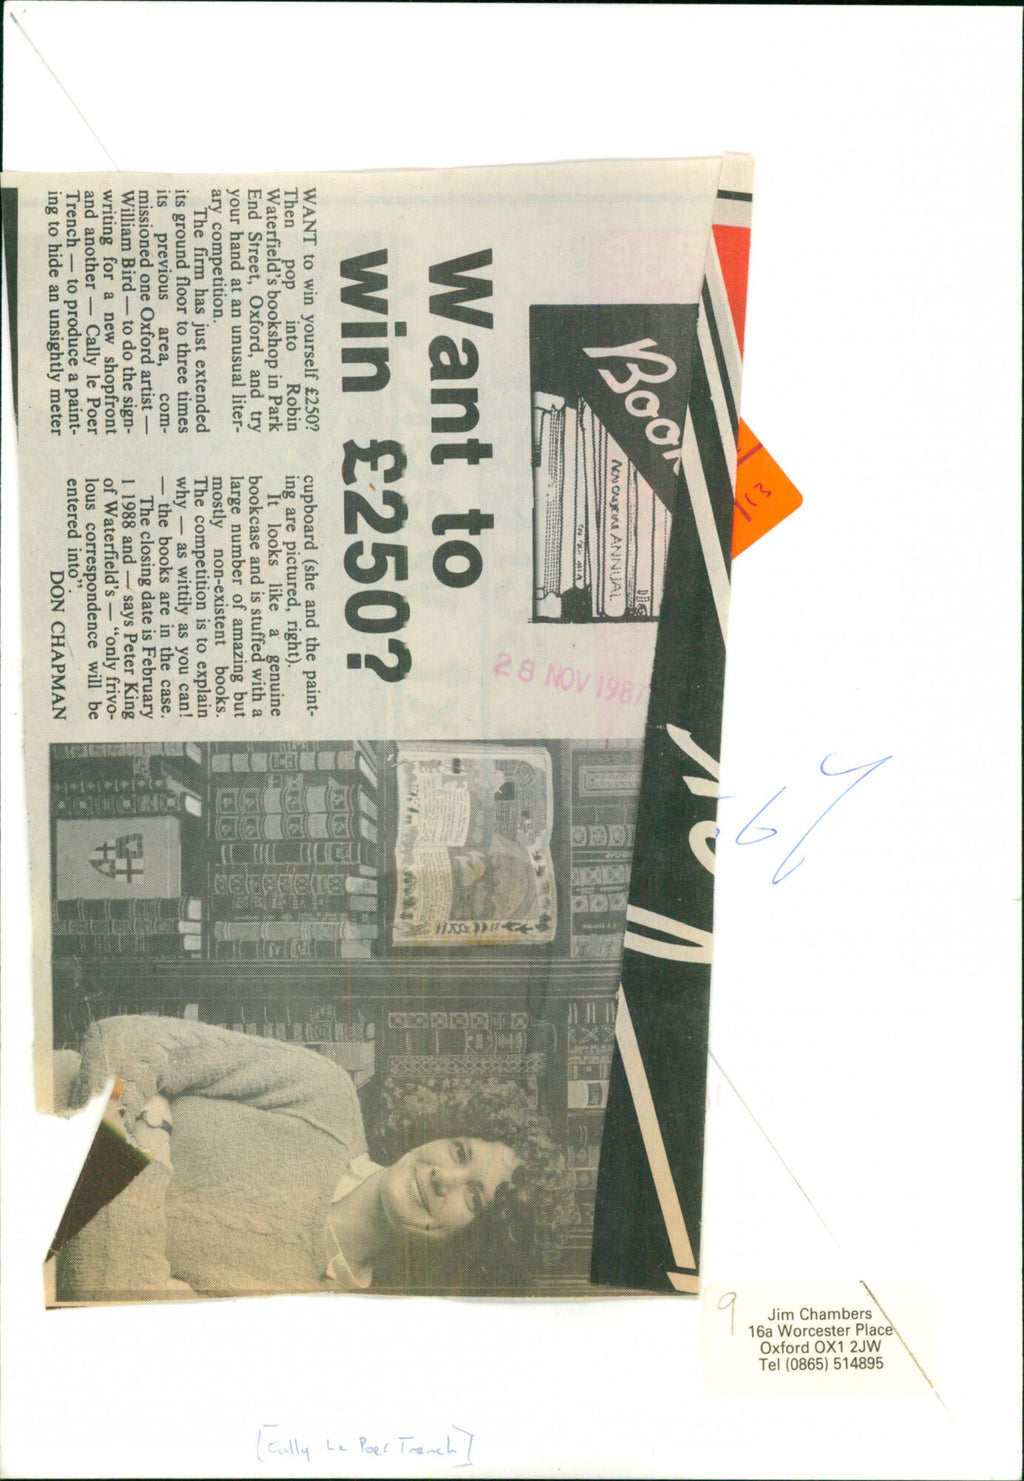 Book
NON CUISINE ANNUAL
28 NOV 1987
Want to
win £250?
WANT to win yourself £250?
Then pop into Robin
Waterfield's bookshop in Park
End Street, Oxford, and try
your hand at an unusual liter-
ary competition.
The firm has just extended
its ground floor to three times
its previous area, com-
missioned one Oxford artist —
William Bird — to do the sign-
writing for a new shopfront
and another — Cally le Poer
Trench — to produce a paint-
ing to hide an unsightly meter
cupboard (she and the paint-
ing are pictured, right).
It looks like a genuine
bookcase and is stuffed with a
large number of amazing but
mostly non-existent books.
The competition is to explain
why — as wittily as you can!
— the books are in the case.
The closing date is February
1 1988 and — says Peter King
of Waterfield's — "only frivo-
lous correspondence will be
entered into".
DON CHAPMAN
9
Jim Chambers
16a Worcester Place
Oxford OX1 2JW
Tel (0865) 514895
[Cally Le Poer Trench]